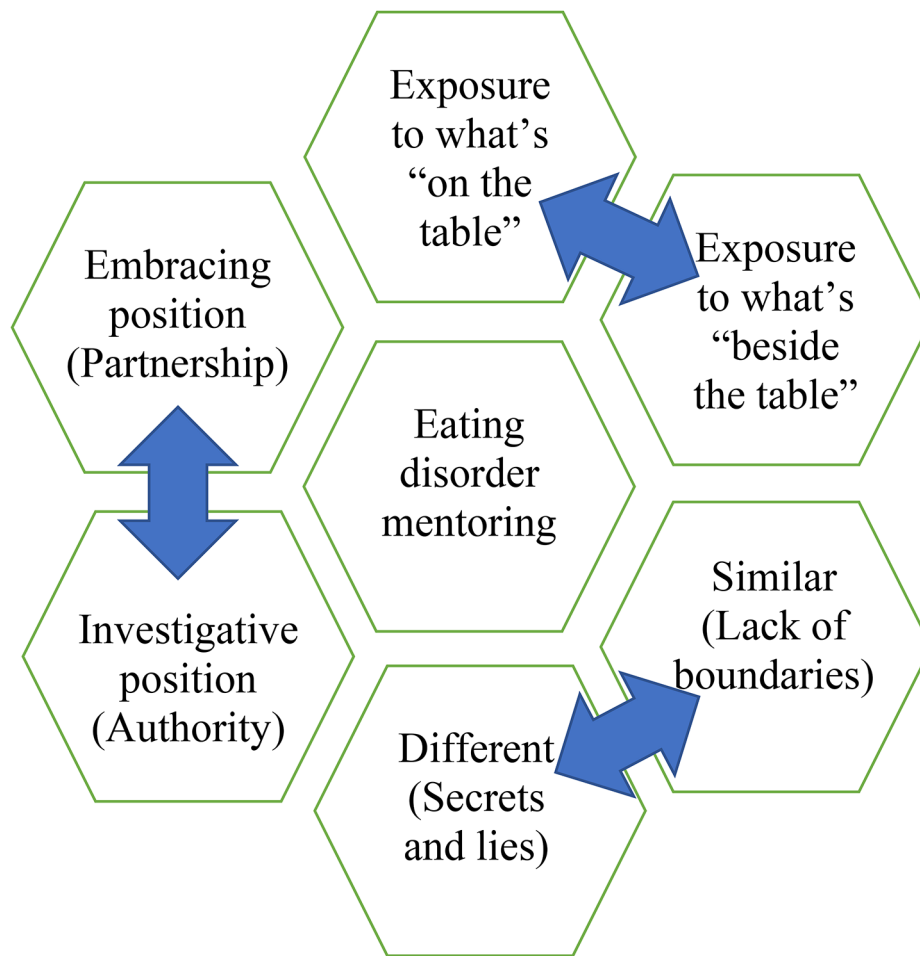 Exposure
to what’s
“on the
table”
Exposure
to what’s
“beside
the table”
Embracing
position
(Partnership)
Eating
disorder
mentoring
Similar
(Lack of
boundaries)
Investigative
position
(Authority)
Different
(Secrets
and lies)